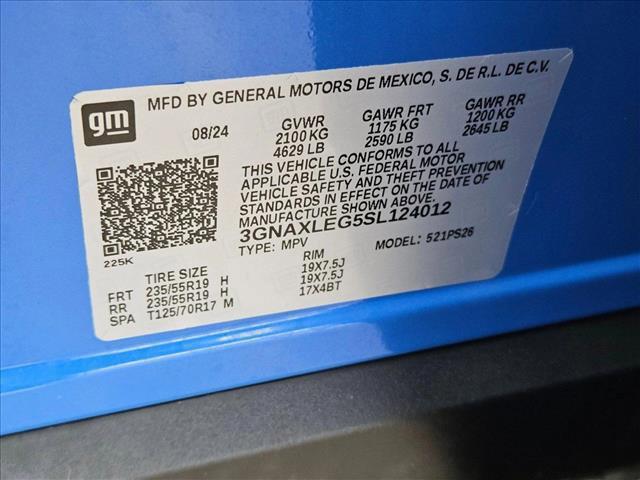 gm
MFD BY GENERAL MOTORS DE MEXICO, S. DE R.L. DE C.V.
08/24 GVWR GAWR FRT GAWR RR
2100 KG 1175 KG 1200 KG
4629 LB 2590 LB 2645 LB
THIS VEHICLE CONFORMS TO ALL
APPLICABLE U.S. FEDERAL MOTOR
VEHICLE SAFETY AND THEFT PREVENTION
STANDARDS IN EFFECT ON THE DATE OF
MANUFACTURE SHOWN ABOVE.
3GNAXLEG5SL124012
TYPE: MPV MODEL: 521PS26
225K
TIRE SIZE RIM
FRT 235/55R19 H 19X7.5J
RR 235/55R19 H 19X7.5J
SPA T125/70R17 M 17X4BT